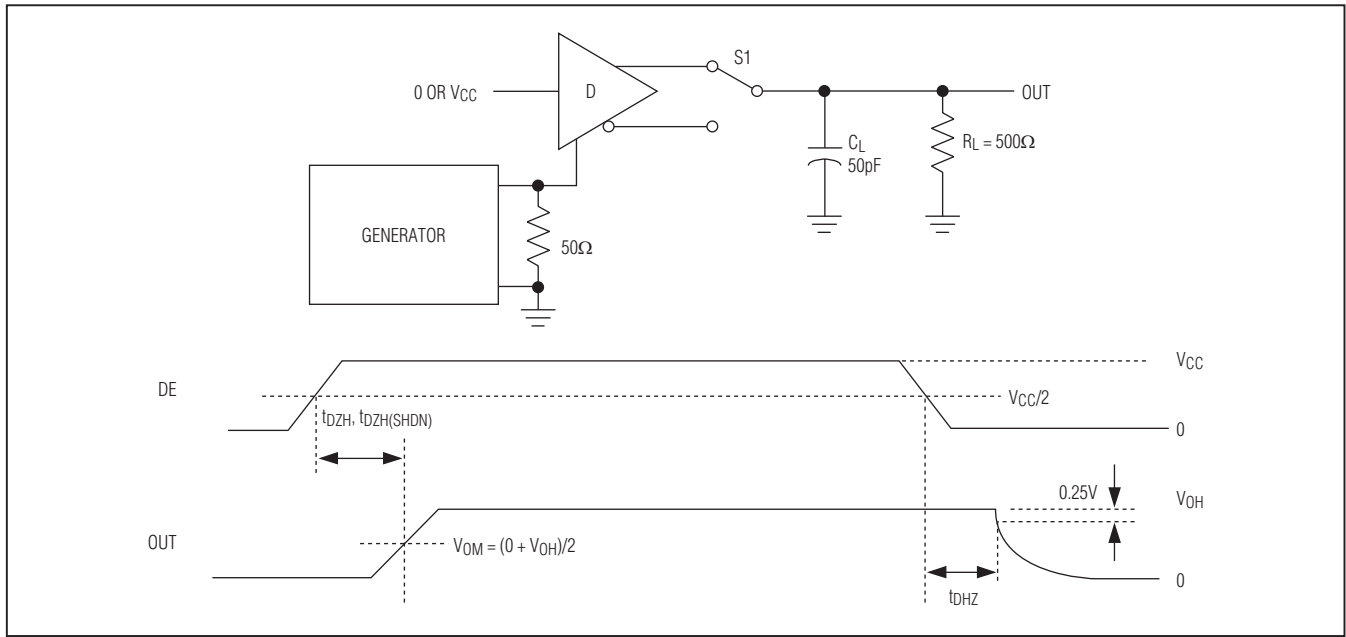 S1
0 OR VCC
D
OUT
CL
50pF
RL = 500Ω
GENERATOR
50Ω
VCC
DE
VCC/2
tDZH, tDZH(SHDN)
0
0.25V
VOH
OUT
VOM = (0 + VOH)/2
0
tDHZ